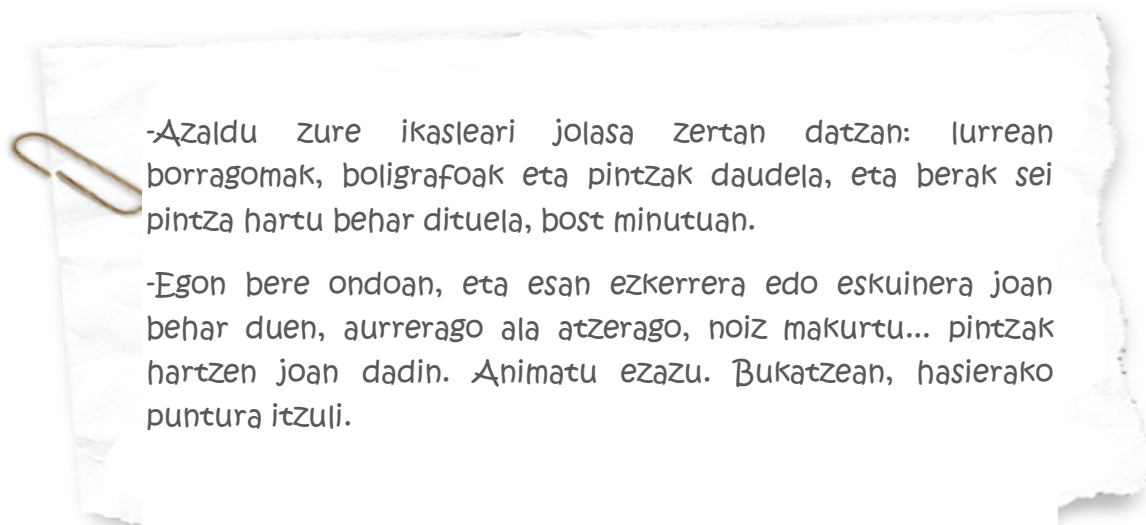 -Azaldu zure ikasleari jolasa zertan datzan: lurrean
borragomak, boligrafoak eta pintzak daudela, eta berak sei
pintza hartu behar dituela, bost minutuan.
-Egon bere ondoan, eta esan ezkerrera edo eskuinera joan
behar duen, aurrerago ala atzerago, noiz makurtu... pintzak
hartzen joan dadin. Animatu ezazu. Bukatzean, hasierako
puntura itzuli.